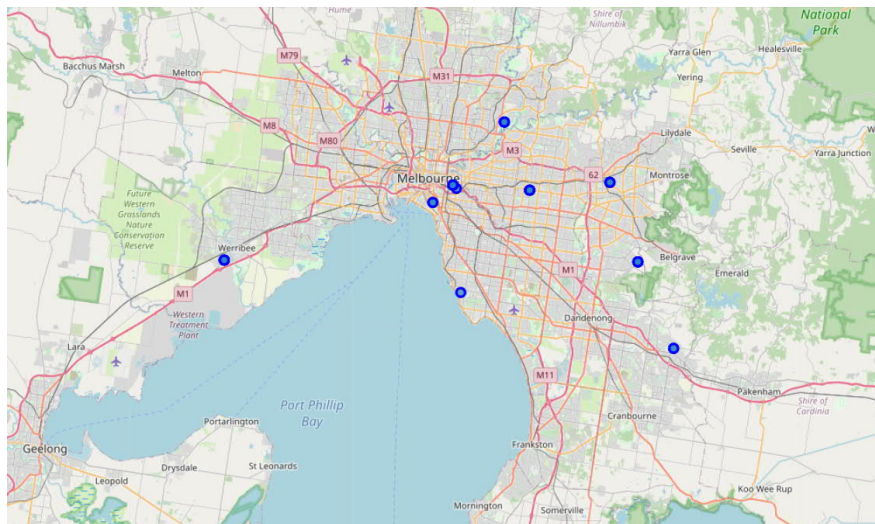 National
Park
Hume
Shire of
Nillumbik
Yarra Glen
Healesville
M79
Bacchus Marsh
Melton
M31
Yering
M8
M80
M3
Lilydale
Seville
Yarra Junction
Melbourne
62
Montrose
Future
Western
Grasslands
Nature
Conservation
Reserve
Werribee
Belgrave
Emerald
M1
M1
Western
Treatment
Plant
Dandenong
Lara
M11
Pakenham
Shire of
Cardinia
Port Phillip
Bay
Portarlington
Cranbourne
Geelong
Frankston
Drysdale
St Leonards
Leopold
Koo Wee Rup
Mornington
Somerville